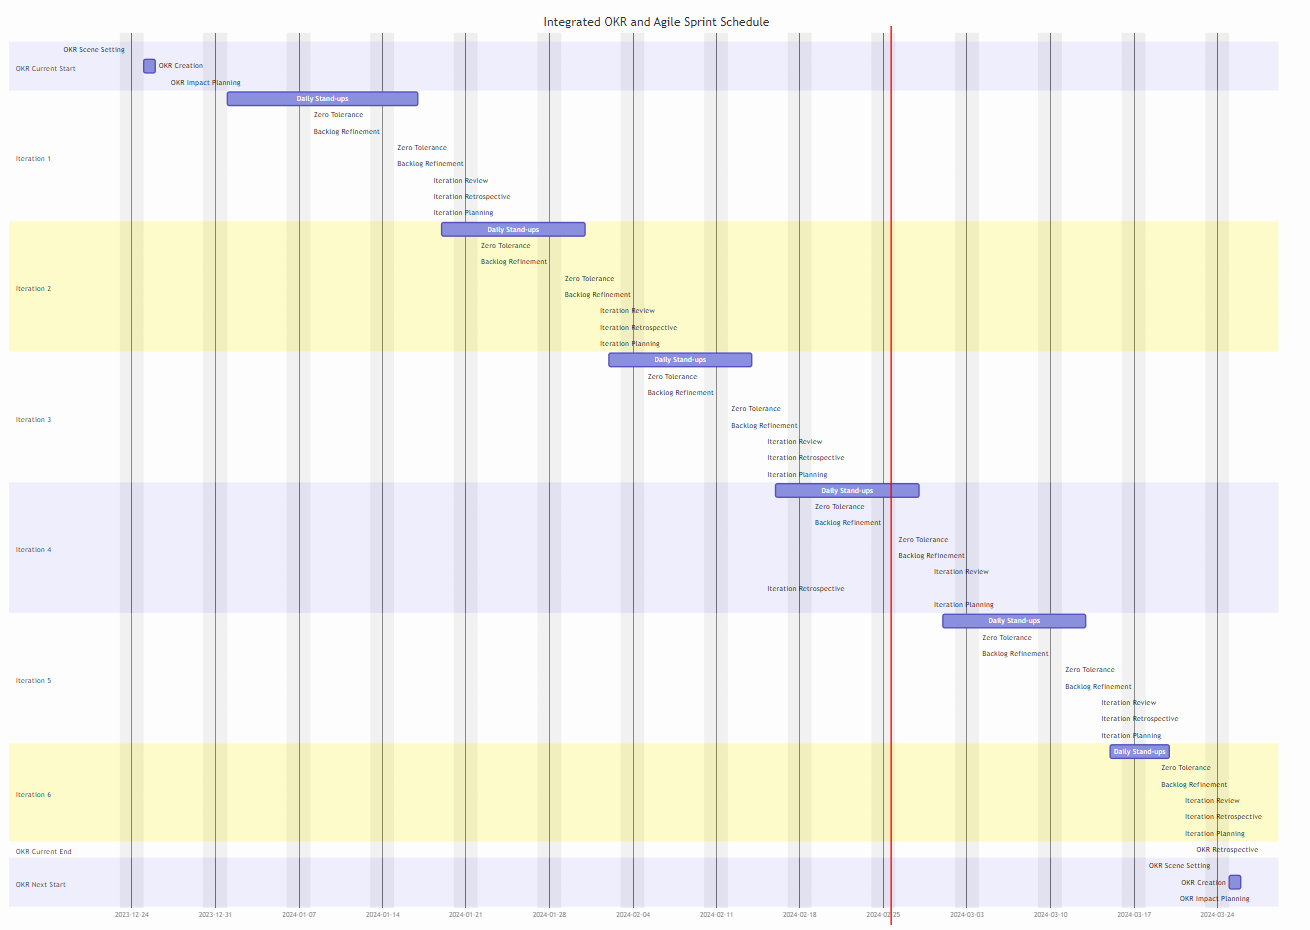 Integrated OKR and Agile Sprint Schedule
OKR Scene Setting
OKR Current Start
OKR Creation
OKR Impact Planning
Daily Stand-ups
Zero Tolerance
Backlog Refinement
Zero Tolerance
Iteration 1
Backlog Refinement
Iteration Review
Iteration Retrospective
Iteration Planning
Daily Stand-ups
Zero Tolerance
Backlog Refinement
Zero Tolerance
Iteration 2
Backlog Refinement
Iteration Review
Iteration Retrospective
Iteration Planning
Daily Stand-ups
Zero Tolerance
Backlog Refinement
Zero Tolerance
Iteration 3
Backlog Refinement
Iteration Review
Iteration Retrospective
Iteration Planning
Daily Stand-ups
Zero Tolerance
Backlog Refinement
Zero Tolerance
Iteration 4
Backlog Refinement
Iteration Review
Iteration Retrospective
Iteration Planning
Daily Stand-ups
Zero Tolerance
Backlog Refinement
Zero Tolerance
Iteration 5
Backlog Refinement
Iteration Review
Iteration Retrospective
Iteration Planning
Daily Stand-ups
Zero Tolerance
Backlog Refinement
Iteration 6
Iteration Review
Iteration Retrospective
Iteration Planning
OKR Current End
OKR Retrospective
OKR Scene Setting
OKR Next Start
OKR Creation
OKR Impact Planning
2023-12-24
2023-12-31
2024-01-07
2024-01-14
2024-01-21
2024-01-28
2024-02-04
2024-02-11
2024-02-18
2024-02-25
2024-03-03
2024-03-10
2024-03-17
2024-03-24